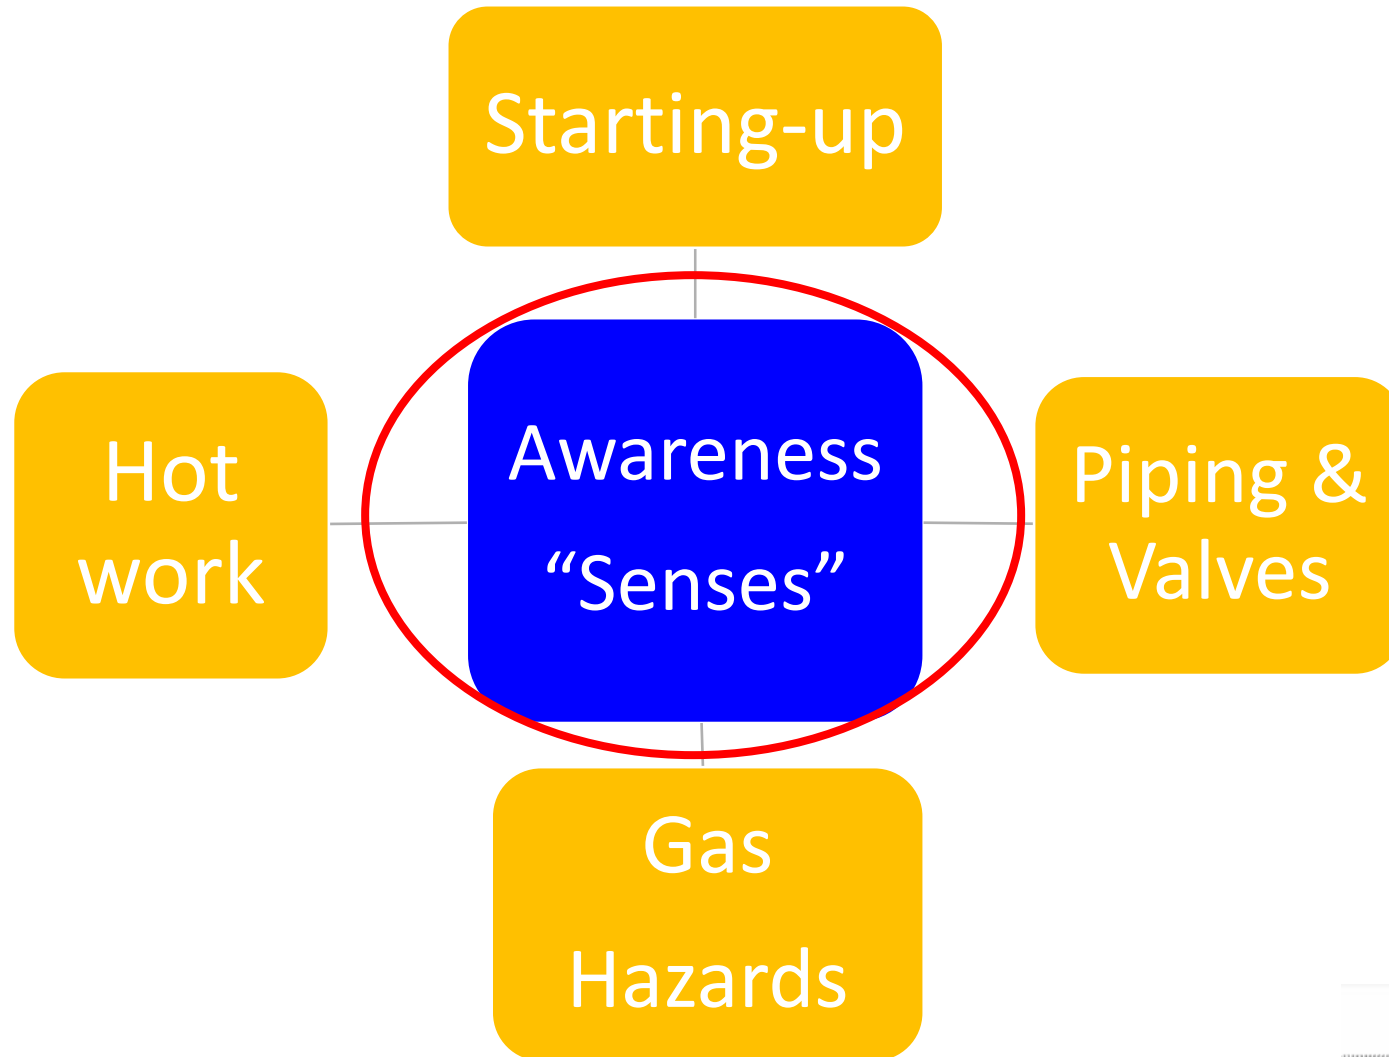 Starting-up
Hot
work
Awareness
“Senses”
Piping &
Valves
Gas
Hazards